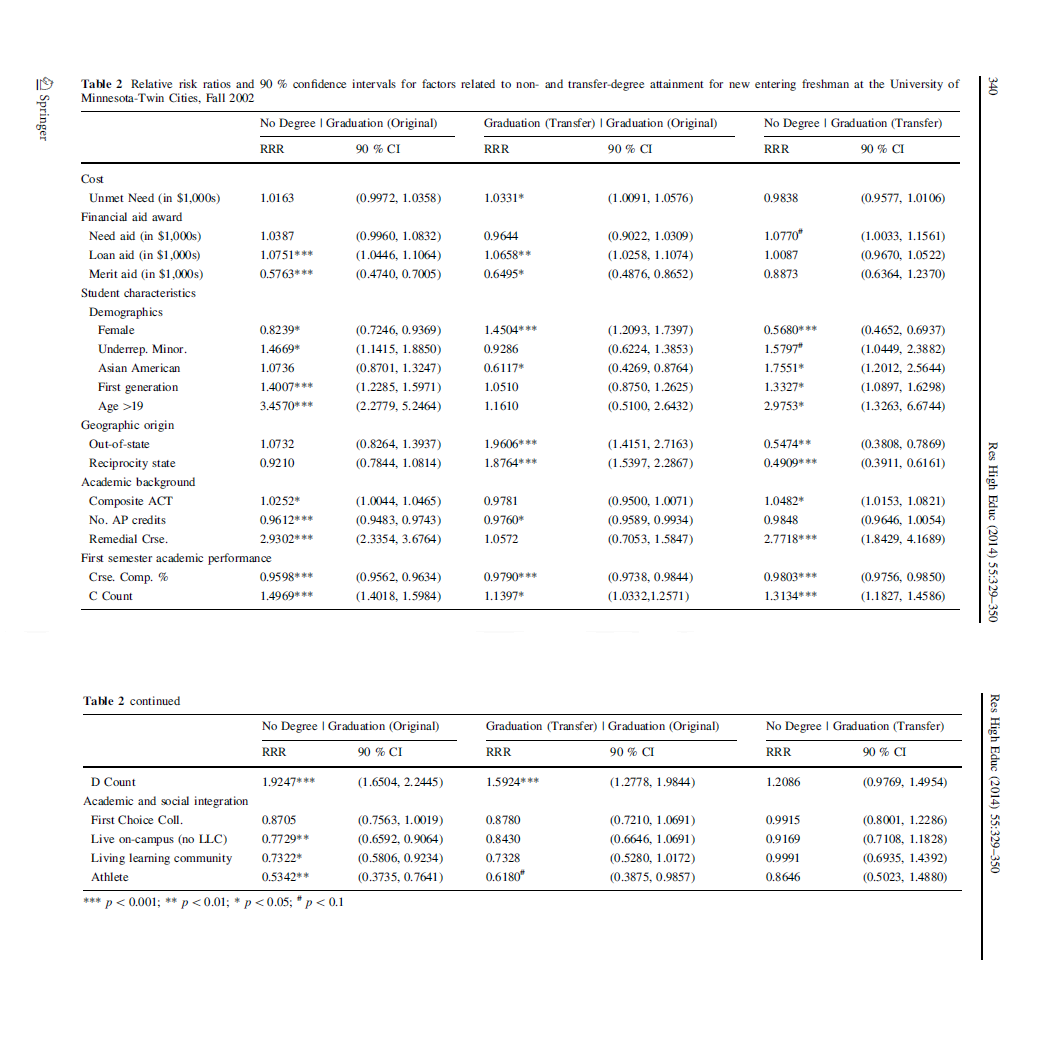 Table 2 Relative risk ratios and 90 % confidence intervals for factors related to non- and transfer-degree attainment for new entering freshman at the University of
Minnesota-Twin Cities, Fall 2002
No Degree | Graduation (Original) Graduation (Transfer) | Graduation (Original) No Degree | Graduation (Transfer)
RRR 90 % CI RRR 90 % CI RRR 90 % CI
Cost
Unmet Need (in $1,000s) 1.0163 (0.9972, 1.0358) 1.0331* (1.0091, 1.0576) 0.9838 (0.9577, 1.0106)
Financial aid award
Need aid (in $1,000s) 1.0387 (0.9960, 1.0832) 0.9644 (0.9022, 1.0309) 1.0770# (1.0033, 1.1561)
Loan aid (in $1,000s) 1.0751*** (1.0446, 1.1064) 1.0658** (1.0258, 1.1074) 1.0087 (0.9670, 1.0522)
Merit aid (in $1,000s) 0.5763*** (0.4740, 0.7005) 0.6495* (0.4876, 0.8652) 0.8873 (0.6364, 1.2370)
Student characteristics
Demographics
Female 0.8239* (0.7246, 0.9369) 1.4504*** (1.2093, 1.7397) 0.5680*** (0.4652, 0.6937)
Underrep. Minor. 1.4669* (1.1415, 1.8850) 0.9286 (0.6224, 1.3853) 1.5797# (1.0449, 2.3882)
Asian American 1.0736 (0.8701, 1.3247) 0.6117* (0.4269, 0.8764) 1.7551* (1.2012, 2.5644)
First generation 1.4007*** (1.2285, 1.5971) 1.0510 (0.8750, 1.2625) 1.3327* (1.0897, 1.6298)
Age >19 3.4570*** (2.2779, 5.2464) 1.1610 (0.5100, 2.6432) 2.9753* (1.3263, 6.6744)
Geographic origin
Out-of-state 1.0732 (0.8264, 1.3937) 1.9606*** (1.4151, 2.7163) 0.5474** (0.3808, 0.7869)
Reciprocity state 0.9210 (0.7844, 1.0814) 1.8764*** (1.5397, 2.2867) 0.4909*** (0.3911, 0.6161)
Academic background
Composite ACT 1.0252* (1.0044, 1.0465) 0.9781 (0.9500, 1.0071) 1.0482* (1.0153, 1.0821)
No. AP credits 0.9612*** (0.9483, 0.9743) 0.9760* (0.9589, 0.9934) 0.9848 (0.9646, 1.0054)
Remedial Crse. 2.9302*** (2.3354, 3.6764) 1.0572 (0.7053, 1.5847) 2.7718*** (1.8429, 4.1689)
First semester academic performance
Crse. Comp. % 0.9598*** (0.9562, 0.9634) 0.9790*** (0.9738, 0.9844) 0.9803*** (0.9756, 0.9850)
C Count 1.4969*** (1.4018, 1.5984) 1.1397* (1.0332,1.2571) 1.3134*** (1.1827, 1.4586)
Springer
340
Res High Educ (2014) 55:329–350
Table 2 continued
No Degree | Graduation (Original) Graduation (Transfer) | Graduation (Original) No Degree | Graduation (Transfer)
RRR 90 % CI RRR 90 % CI RRR 90 % CI
D Count 1.9247*** (1.6504, 2.2445) 1.5924*** (1.2778, 1.9844) 1.2086 (0.9769, 1.4954)
Academic and social integration
First Choice Coll. 0.8705 (0.7563, 1.0019) 0.8780 (0.7210, 1.0691) 0.9915 (0.8001, 1.2286)
Live on-campus (no LLC) 0.7729** (0.6592, 0.9064) 0.8430 (0.6646, 1.0691) 0.9169 (0.7108, 1.1828)
Living learning community 0.7322* (0.5806, 0.9234) 0.7328 (0.5280, 1.0172) 0.9991 (0.6935, 1.4392)
Athlete 0.5342** (0.3735, 0.7641) 0.6180# (0.3875, 0.9857) 0.8646 (0.5023, 1.4880)
*** p < 0.001; ** p < 0.01; * p < 0.05; # p < 0.1
Res High Educ (2014) 55:329–350